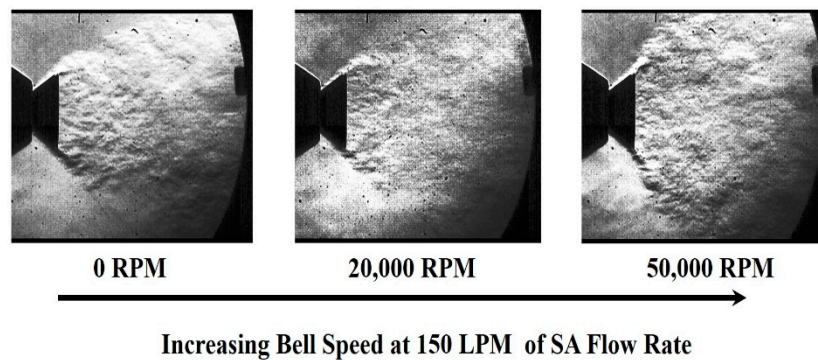 0 RPM
20,000 RPM
50,000 RPM
Increasing Bell Speed at 150 LPM of SA Flow Rate